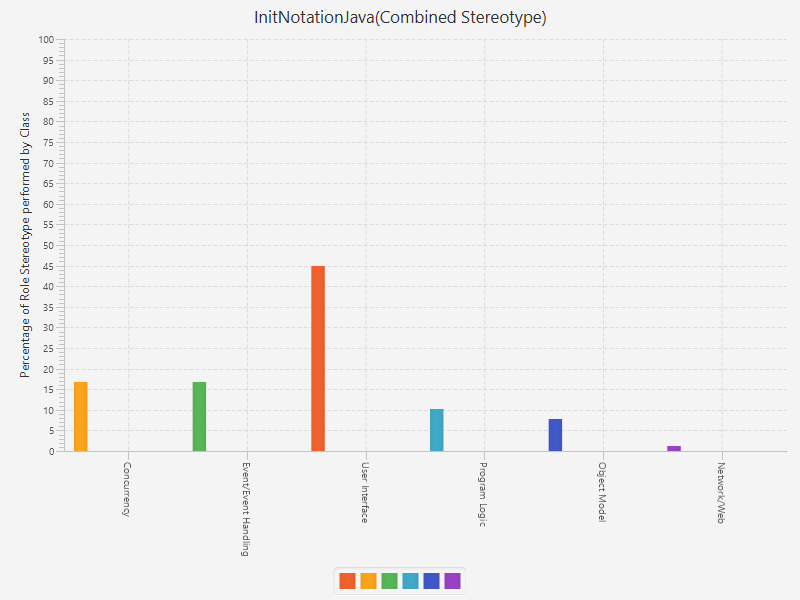 InitNotationJava(Combined Stereotype)
Percentage of Role Stereotype performed by Class
100
95
90
85
80
75
70
65
60
55
50
45
40
35
30
25
20
15
10
5
0
Concurrency
Event/Event Handling
User Interface
Program Logic
Object Model
Network/Web